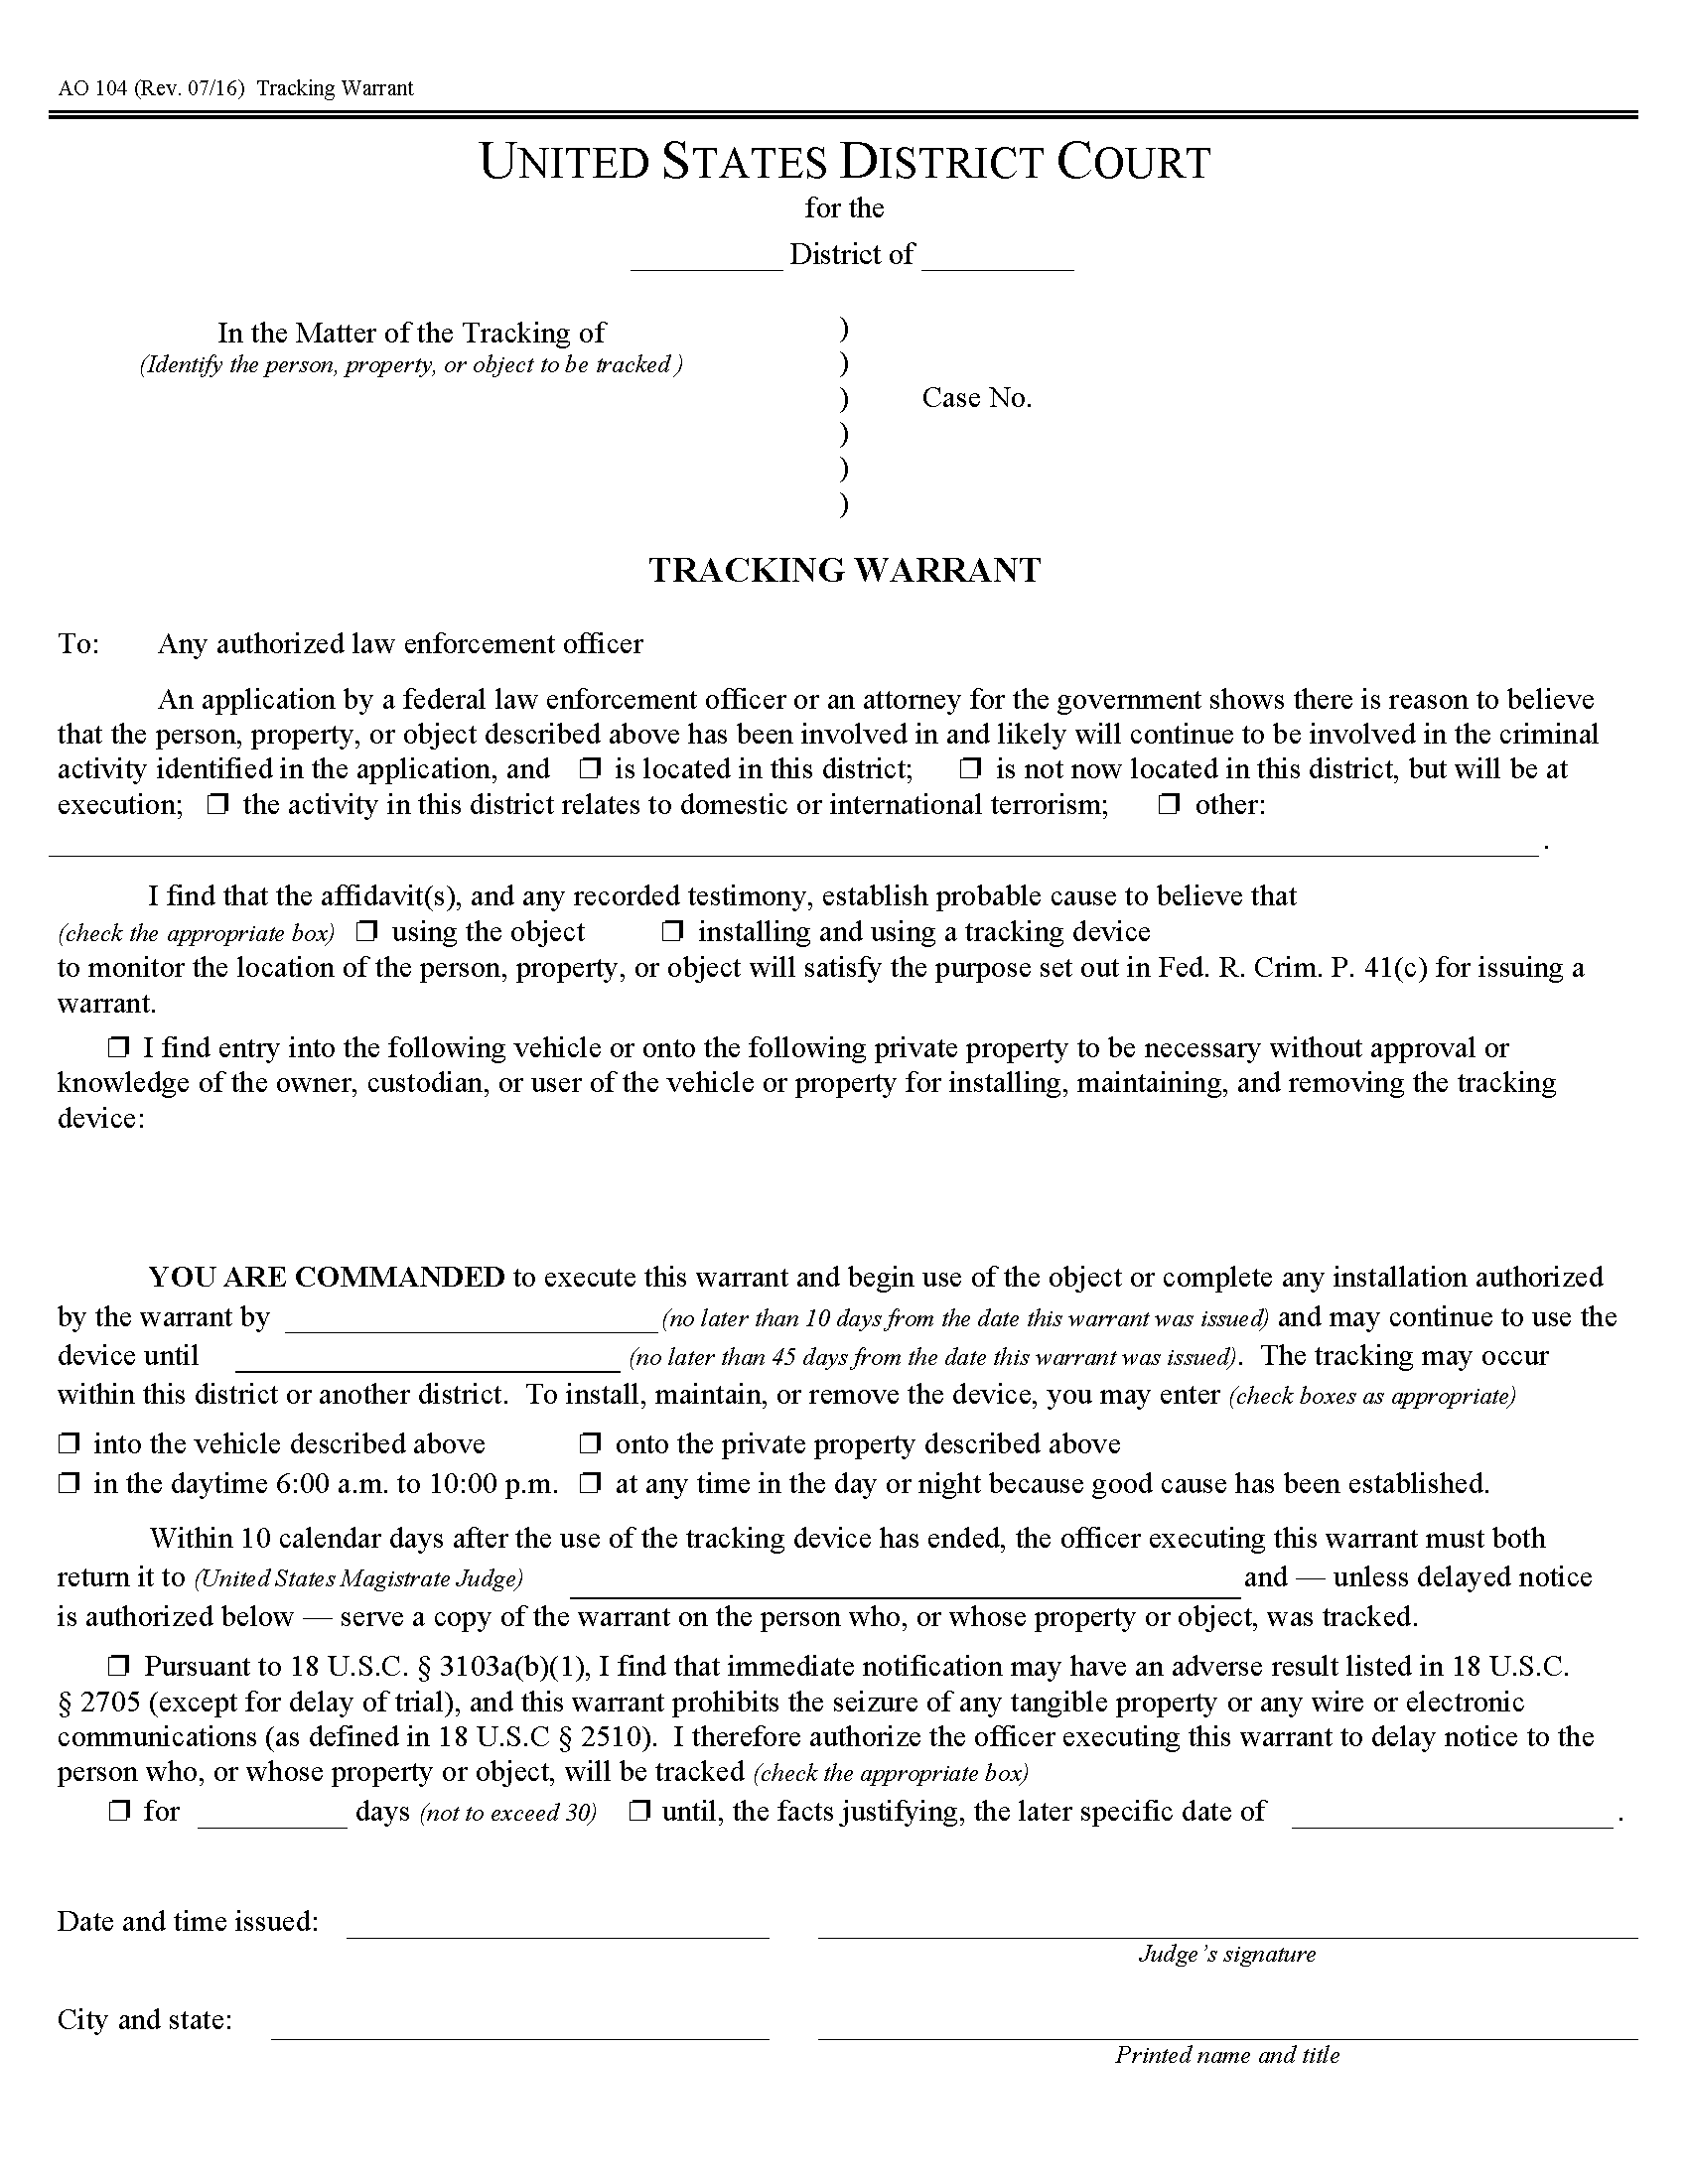 AO 104 (Rev. 07/16) Tracking Warrant
UNITED STATES DISTRICT COURT
for the
District of
In the Matter of the Tracking of
(Identify the person, property, or object to be tracked)
)
)
) Case No.
)
)
)
TRACKING WARRANT
To: Any authorized law enforcement officer
An application by a federal law enforcement officer or an attorney for the government shows there is reason to believe
that the person, property, or object described above has been involved in and likely will continue to be involved in the criminal
activity identified in the application, and ❐ is located in this district; ❐ is not now located in this district, but will be at
execution; ❐ the activity in this district relates to domestic or international terrorism; ❐ other:
.
I find that the affidavit(s), and any recorded testimony, establish probable cause to believe that
(check the appropriate box) ❐ using the object ❐ installing and using a tracking device
to monitor the location of the person, property, or object will satisfy the purpose set out in Fed. R. Crim. P. 41(c) for issuing a
warrant.
❐ I find entry into the following vehicle or onto the following private property to be necessary without approval or
knowledge of the owner, custodian, or user of the vehicle or property for installing, maintaining, and removing the tracking
device:
YOU ARE COMMANDED to execute this warrant and begin use of the object or complete any installation authorized
by the warrant by (no later than 10 days from the date this warrant was issued) and may continue to use the
device until (no later than 45 days from the date this warrant was issued). The tracking may occur
within this district or another district. To install, maintain, or remove the device, you may enter (check boxes as appropriate)
❐ into the vehicle described above ❐ onto the private property described above
❐ in the daytime 6:00 a.m. to 10:00 p.m. ❐ at any time in the day or night because good cause has been established.
Within 10 calendar days after the use of the tracking device has ended, the officer executing this warrant must both
return it to (United States Magistrate Judge) and — unless delayed notice
is authorized below — serve a copy of the warrant on the person who, or whose property or object, was tracked.
❐ Pursuant to 18 U.S.C. § 3103a(b)(1), I find that immediate notification may have an adverse result listed in 18 U.S.C.
§ 2705 (except for delay of trial), and this warrant prohibits the seizure of any tangible property or any wire or electronic
communications (as defined in 18 U.S.C § 2510). I therefore authorize the officer executing this warrant to delay notice to the
person who, or whose property or object, will be tracked (check the appropriate box)
❐ for days (not to exceed 30) ❐ until, the facts justifying, the later specific date of .
Date and time issued:
Judge's signature
City and state:
Printed name and title